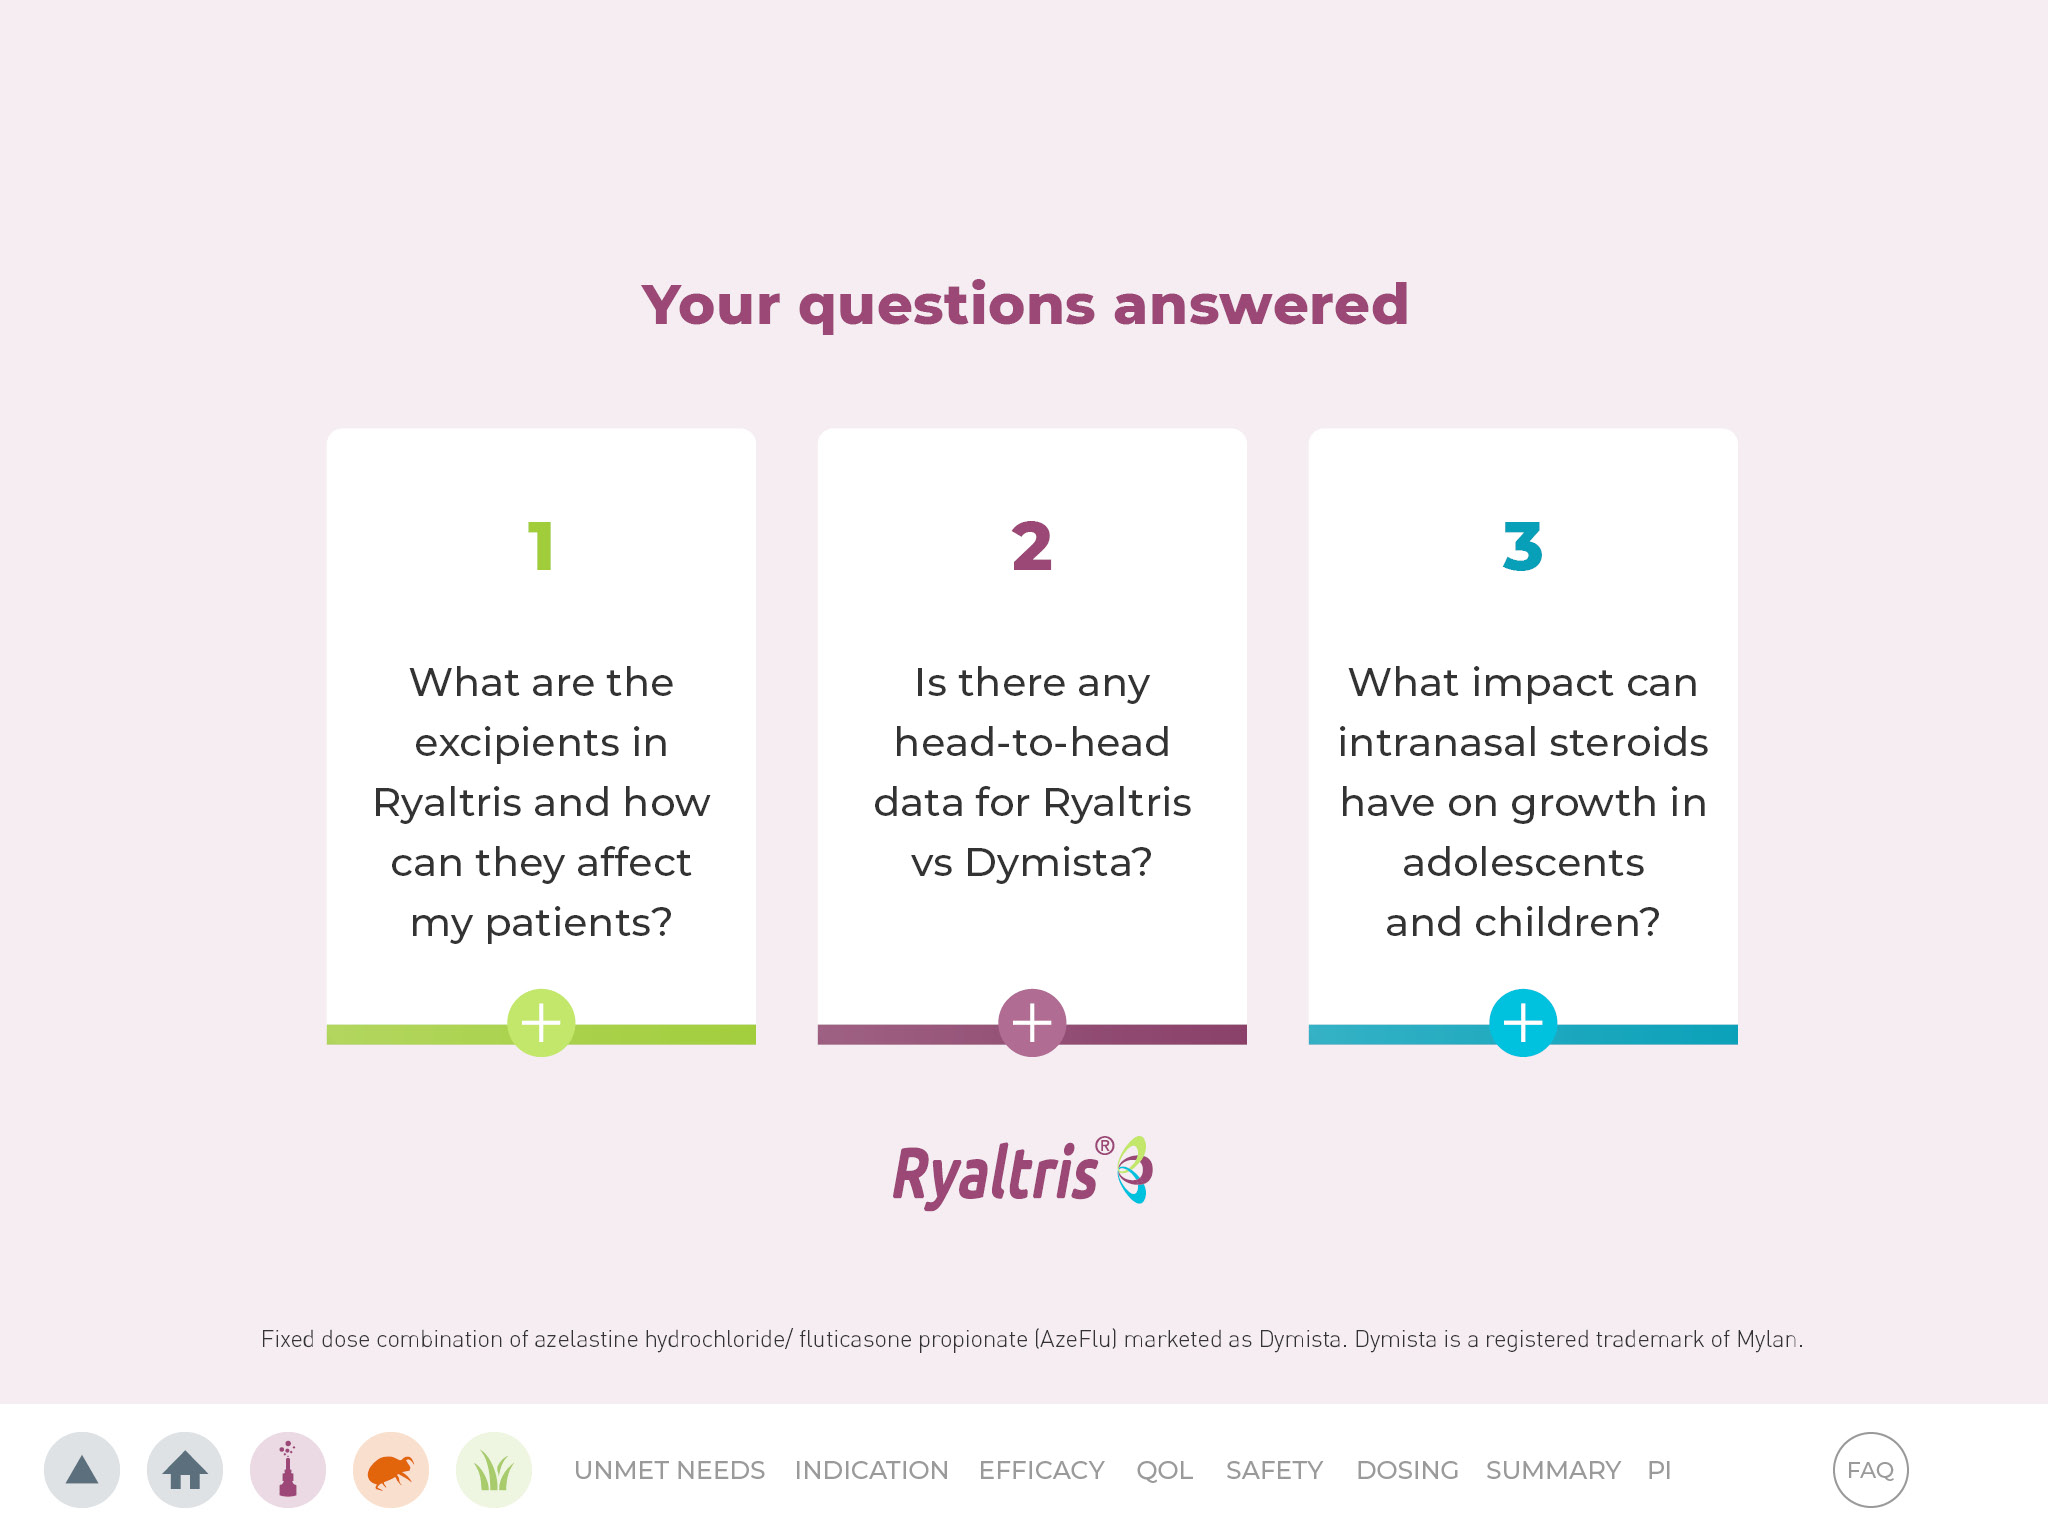 Your questions answered
1
What are the
excipients in
Ryaltris and how
can they affect
my patients?
2
Is there any
head-to-head
data for Ryaltris
vs Dymista?
3
What impact can
intranasal steroids
have on growth in
adolescents
and children?
Ryaltris®
Fixed dose combination of azelastine hydrochloride/ fluticasone propionate (AzeFlu) marketed as Dymista. Dymista is a registered trademark of Mylan.
UNMET NEEDS INDICATION EFFICACY QOL SAFETY DOSING SUMMARY PI FAQ